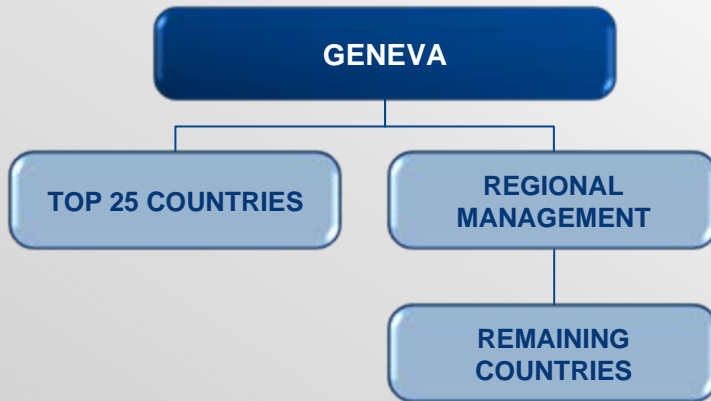 GENEVA
TOP 25 COUNTRIES
REGIONAL
MANAGEMENT
REMAINING
COUNTRIES